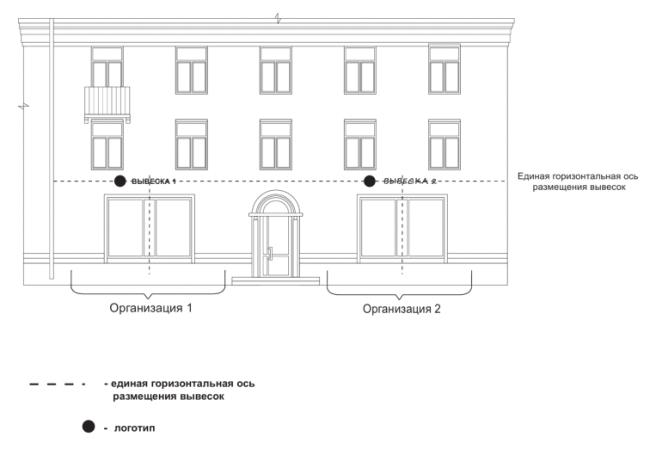 ВЫВЕСКА 1
ВЫВЕСКА 2
Единая горизонтальная ось
размещения вывесок
Организация 1
Организация 2
- единая горизонтальная ось
размещения вывесок
- логотип